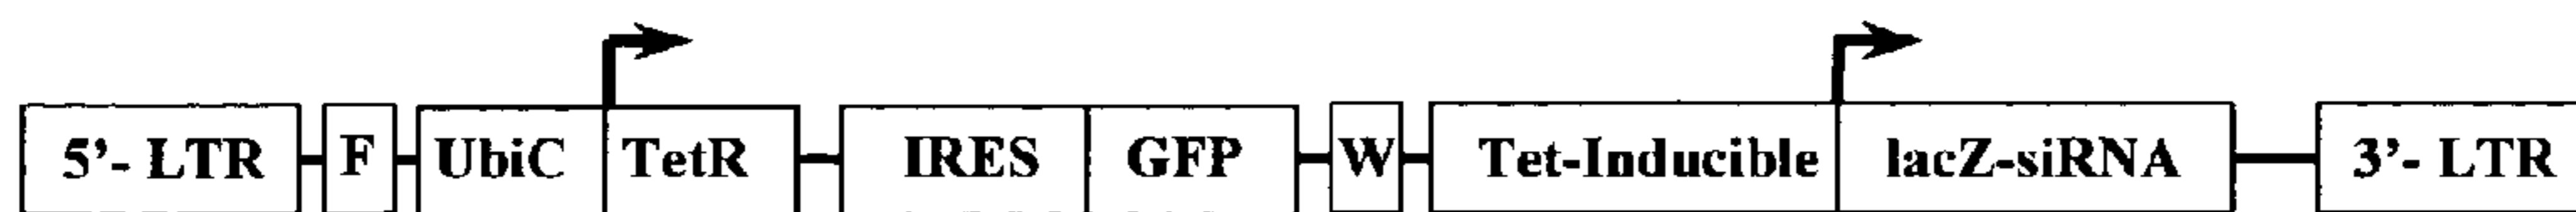 5'- LTR F UbiC TetR IRES GFP W Tet-Inducible lacZ-siRNA 3'- LTR